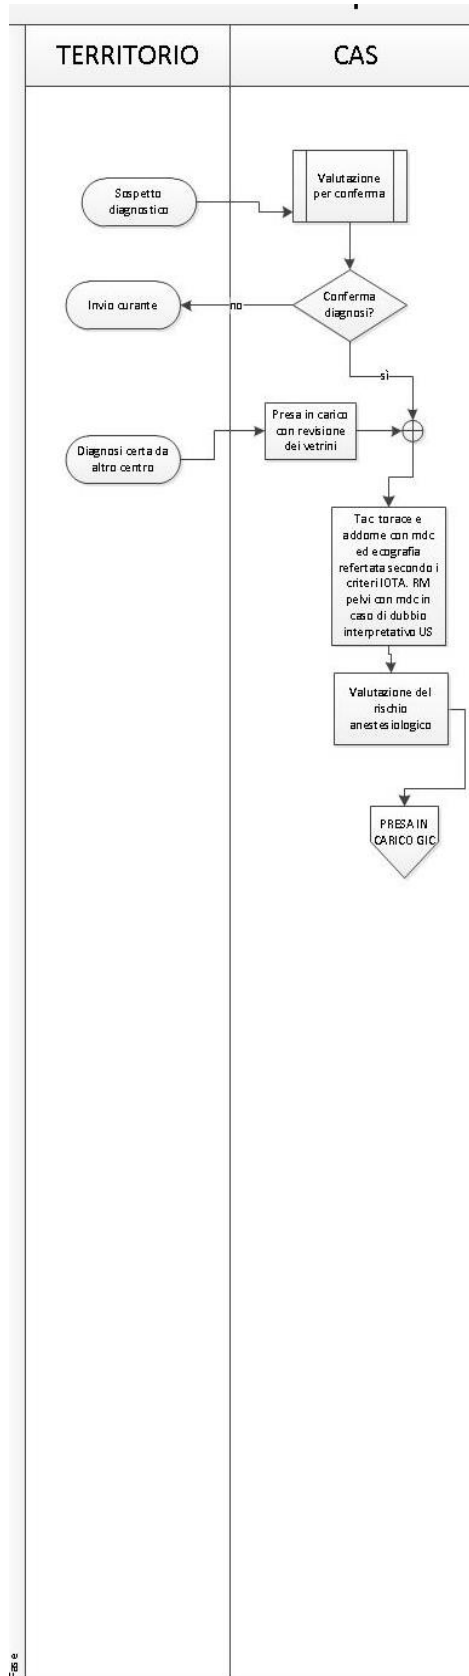 TERRITORIO
CAS
Sospetto
diagnostico
Valutazione
per conferma
Invio curante
no
Conferma
diagnosi?
sì
Diagnosi certa da
altro centro
Presa in carico
con revisione
dei vetrini
Tac torace e
addome con mdc
ed ecografia
refertata secondo i
criteri IOTA. RM
pelvi con mdc in
caso di dubbio
interpretativo US
Valutazione del
rischio
anestesiologico
PRESA IN
CARICO GIC
Fase